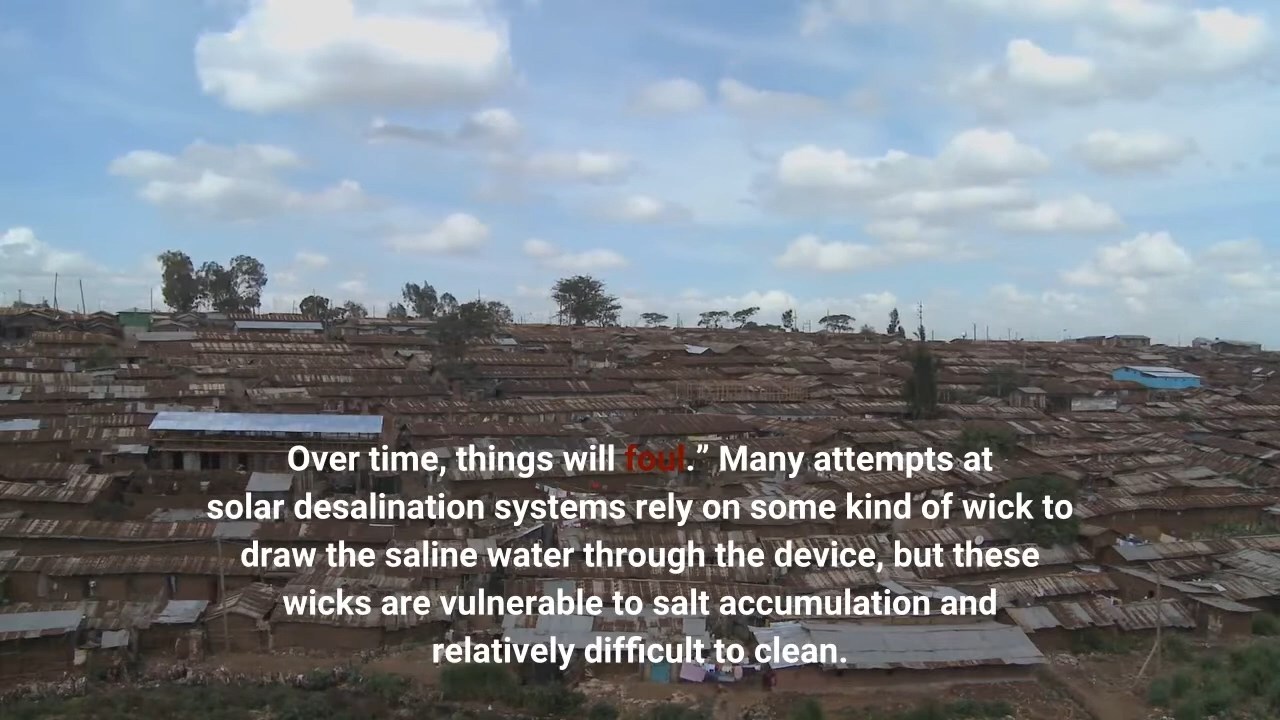 Over time, things will foul.” Many attempts at
solar desalination systems rely on some kind of wick to
draw the saline water through the device, but these
wicks are vulnerable to salt accumulation and
relatively difficult to clean.